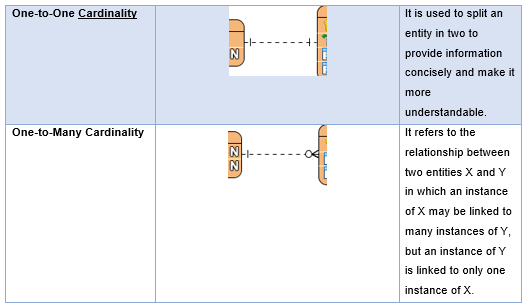 One-to-One Cardinality
N
It is used to split an
entity in two to
provide information
concisely and make it
more
understandable.
One-to-Many Cardinality
N
N
It refers to the
relationship between
two entities X and Y
in which an instance
of X may be linked to
many instances of Y,
but an instance of Y
is linked to only one
instance of X.